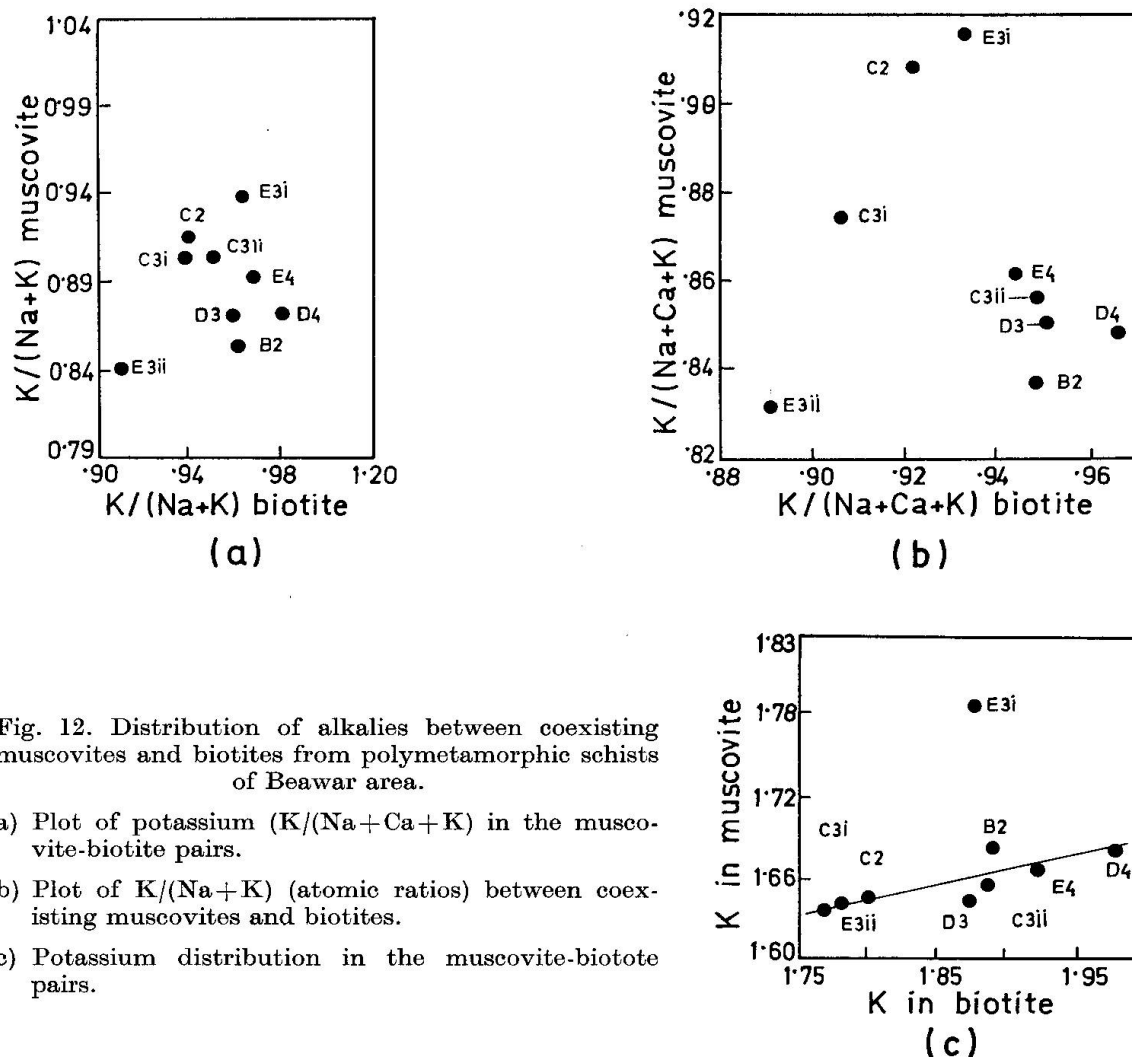 1·04
0·99
0·94
0·89
0·84
0·79
K/(Na+K) muscovite
E3i
C2
C3i
C3ii
E4
D3
D4
B2
E3ii
·90 ·94 ·98 1·20
K/(Na+K) biotite
(a)
·92
·90
·88
·86
·84
·82
K/(Na+Ca+K) muscovite
E3i
C2
C3i
E4
C3ii
D3
D4
B2
E3ii
·88 ·90 ·92 ·94 ·96
K/(Na+Ca+K) biotite
(b)
Fig. 12. Distribution of alkalies between coexisting
muscovites and biotites from polymetamorphic schists
of Beawar area.
a) Plot of potassium (K/(Na+Ca+K) in the musco-
vite-biotite pairs.
b) Plot of K/(Na+K) (atomic ratios) between coex-
isting muscovites and biotites.
c) Potassium distribution in the muscovite-biotote
pairs.
1·83
1·78
1·72
1·66
1·60
K in muscovite
E3i
C3i
B2
C2
D4
E4
E3ii
D3
C3ii
1·75 1·85 1·95
K in biotite
(c)